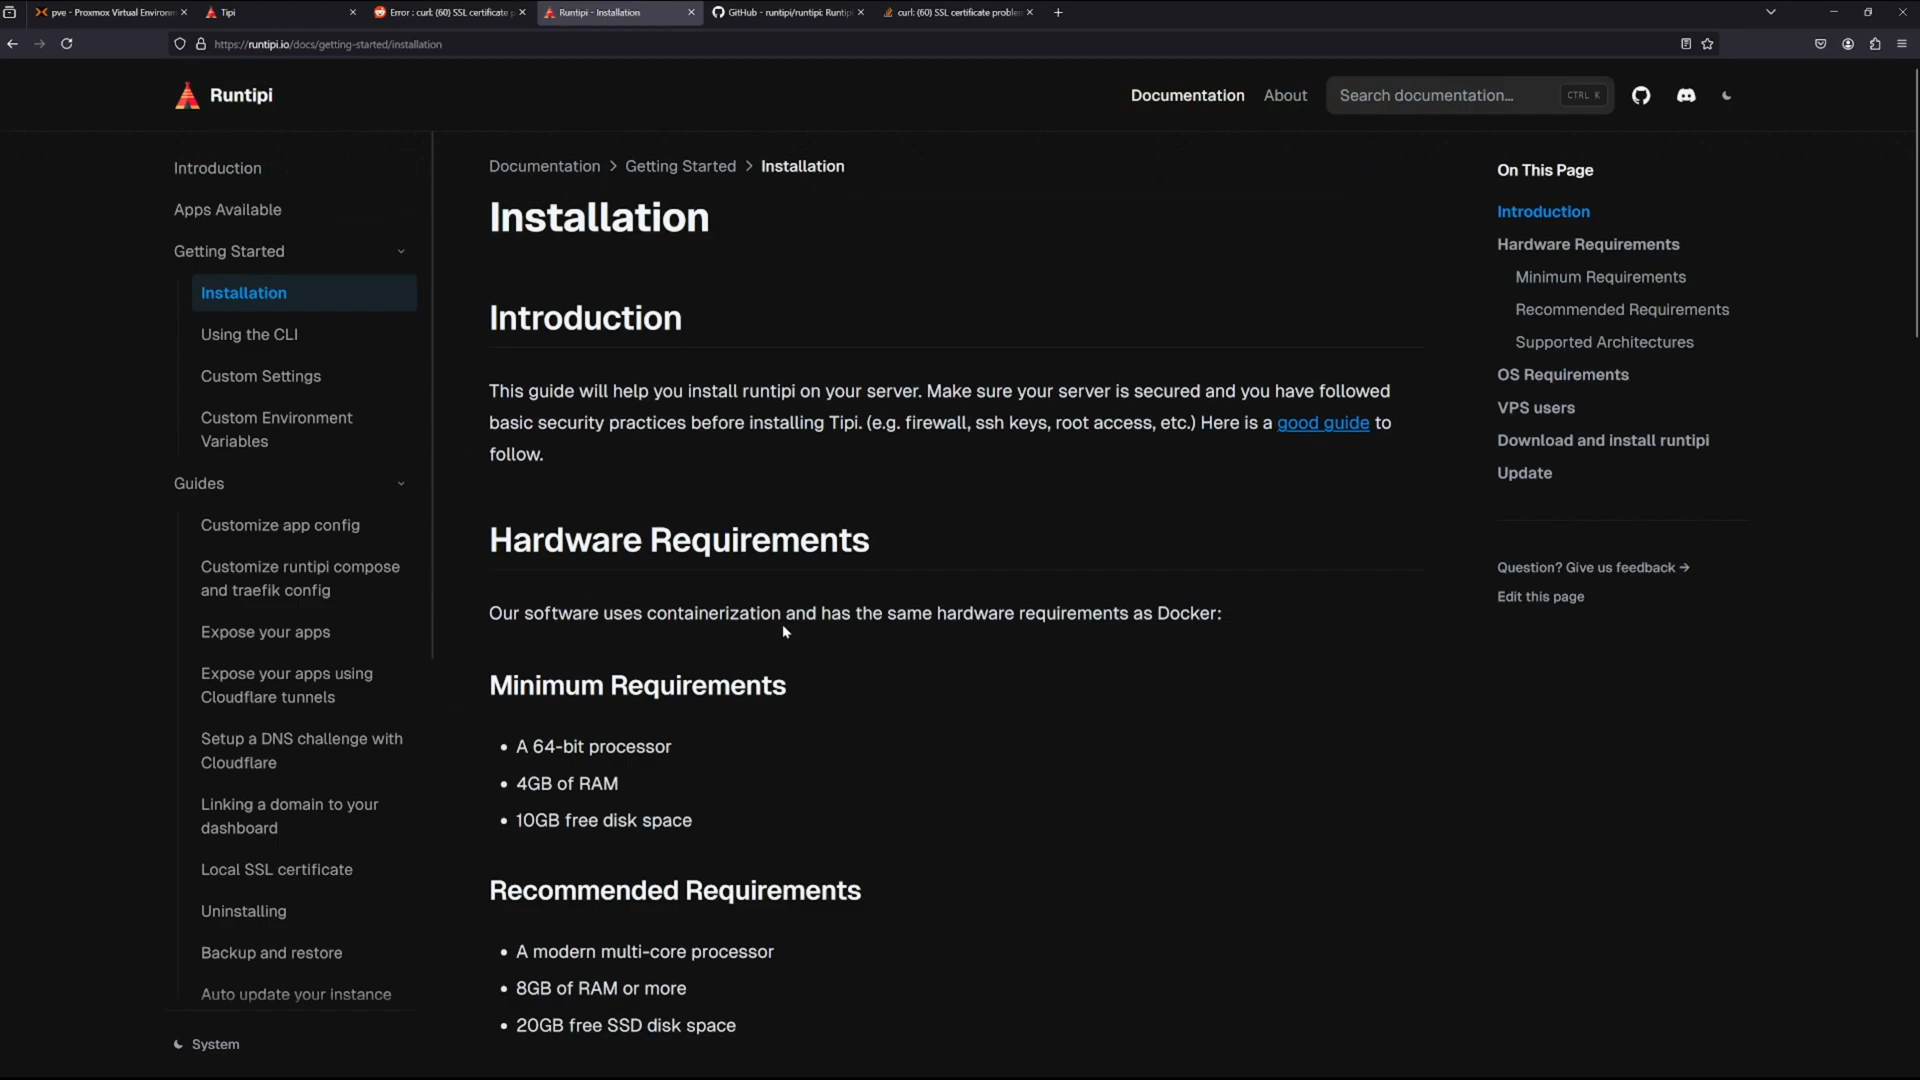 pve - Proxmox Virtual Environ
Tipi
Error : curl: (60) SSL certificate p
Runtipi - Installation
GitHub - runtipi/runtipi: Runtip
curl: (60) SSL certificate problem
https://runtipi.io/docs/getting-started/installation
Runtipi
Documentation
About
Search documentation...
CTRL K
Introduction
Apps Available
Getting Started
Installation
Using the CLI
Custom Settings
Custom Environment
Variables
Guides
Customize app config
Customize runtipi compose
and traefik config
Expose your apps
Expose your apps using
Cloudflare tunnels
Setup a DNS challenge with
Cloudflare
Linking a domain to your
dashboard
Local SSL certificate
Uninstalling
Backup and restore
Auto update your instance
System
Documentation > Getting Started > Installation
Installation
Introduction
This guide will help you install runtipi on your server. Make sure your server is secured and you have followed
basic security practices before installing Tipi. (e.g. firewall, ssh keys, root access, etc.) Here is a good guide to
follow.
Hardware Requirements
Our software uses containerization and has the same hardware requirements as Docker:
Minimum Requirements
• A 64-bit processor
• 4GB of RAM
• 10GB free disk space
Recommended Requirements
• A modern multi-core processor
• 8GB of RAM or more
• 20GB free SSD disk space
On This Page
Introduction
Hardware Requirements
Minimum Requirements
Recommended Requirements
Supported Architectures
OS Requirements
VPS users
Download and install runtipi
Update
Question? Give us feedback →
Edit this page